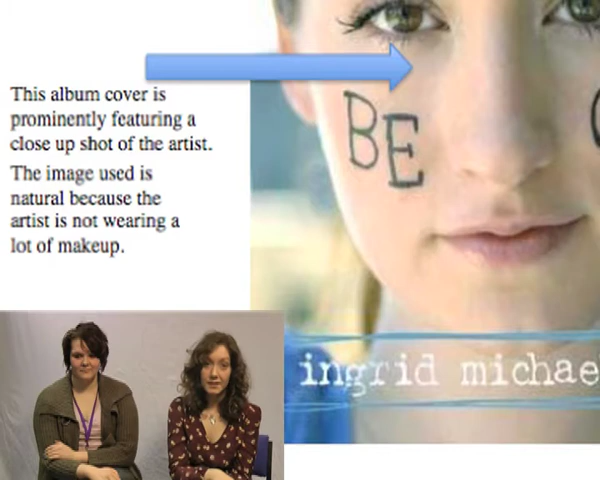 This album cover is
prominently featuring a
close up shot of the artist.
The image used is
natural because the
artist is not wearing a
lot of makeup.
BE
ingrid michae